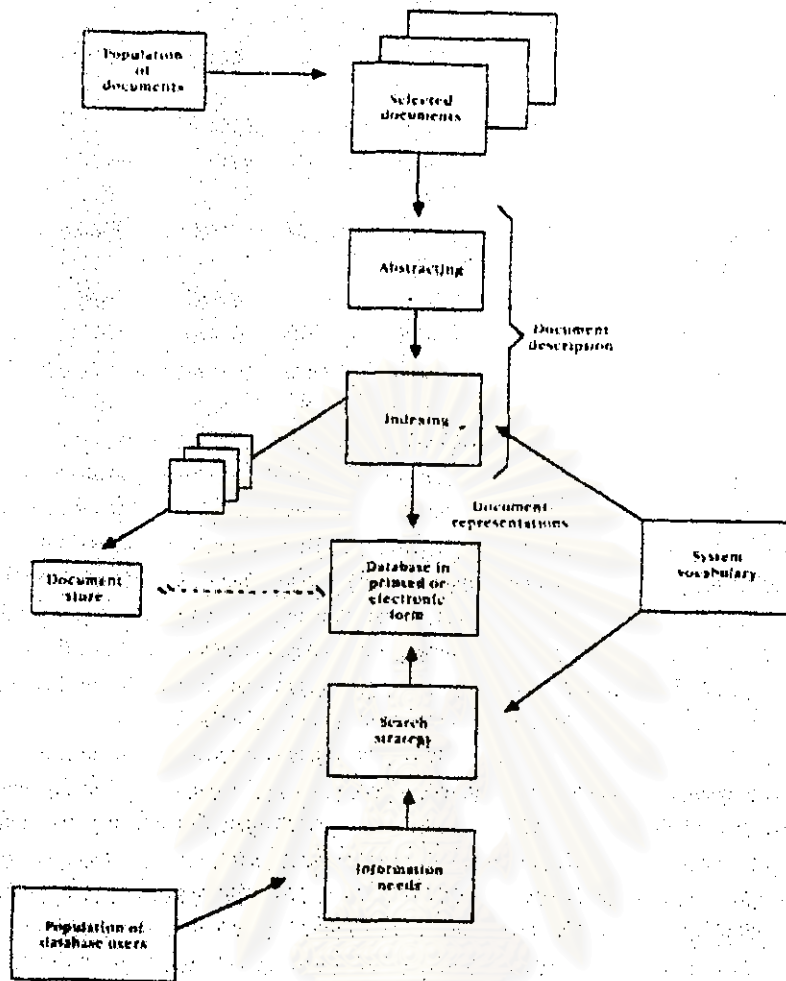 Population
of
documents
Selected
documents
Abstracting
Document
description
Indexing
Document
representations
Document
store
Database in
printed or
electronic
form
System
vocabulary
Search
strategy
Information
needs
Population of
database users